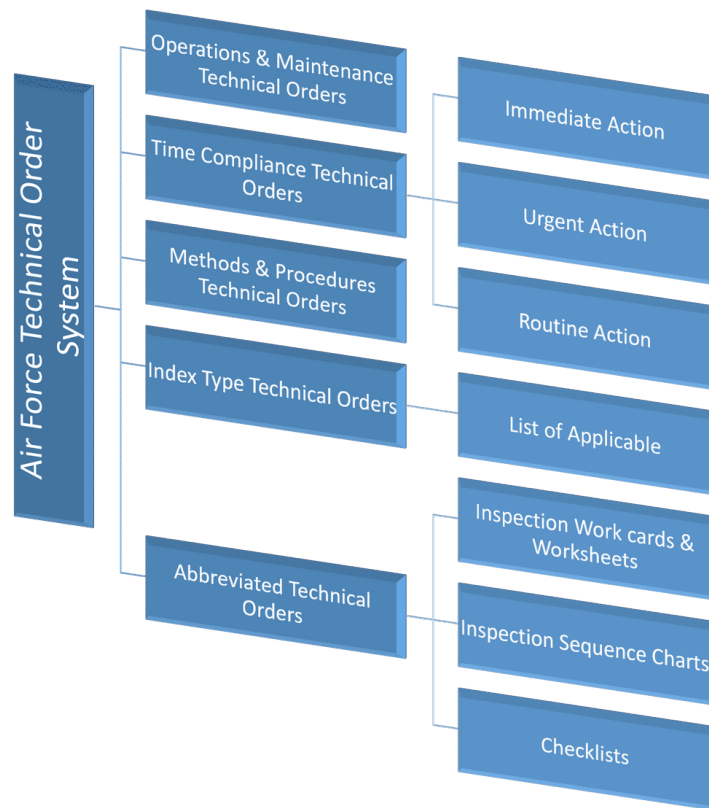 Air Force Technical Order
System
Operations & Maintenance
Technical Orders
Time Compliance Technical
Orders
Immediate Action
Urgent Action
Routine Action
Methods & Procedures
Technical Orders
Index Type Technical Orders
List of Applicable
Abbreviated Technical
Orders
Inspection Work cards &
Worksheets
Inspection Sequence Charts
Checklists